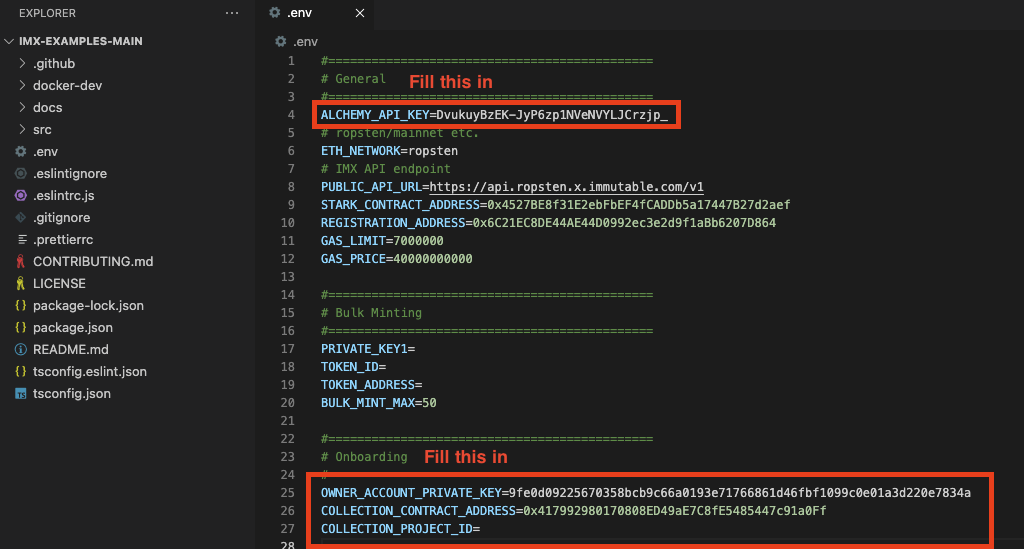 EXPLORER
···
.env
IMX-EXAMPLES-MAIN
.github
docker-dev
docs
src
.env
.eslintignore
.eslintrc.js
.gitignore
.prettierrc
CONTRIBUTING.md
LICENSE
package-lock.json
package.json
README.md
tsconfig.eslint.json
tsconfig.json
.env
1 #=============================================
2 # General Fill this in
3 #=============================================
4 ALCHEMY_API_KEY=DvukuyBzEK-JyP6zp1NVeNVYLJCrzjp_
5 # ropsten/mainnet etc.
6 ETH_NETWORK=ropsten
7 # IMX API endpoint
8 PUBLIC_API_URL=https://api.ropsten.x.immutable.com/v1
9 STARK_CONTRACT_ADDRESS=0x4527BE8f31E2ebFbEF4fCADDb5a17447B27d2aef
10 REGISTRATION_ADDRESS=0x6C21EC8DE44AE44D0992ec3e2d9f1aBb6207D864
11 GAS_LIMIT=7000000
12 GAS_PRICE=40000000000
13
14 #=============================================
15 # Bulk Minting
16 #=============================================
17 PRIVATE_KEY1=
18 TOKEN_ID=
19 TOKEN_ADDRESS=
20 BULK_MINT_MAX=50
21
22 #=============================================
23 # Onboarding Fill this in
24
25 OWNER_ACCOUNT_PRIVATE_KEY=9fe0d09225670358bcb9c66a0193e71766861d46fbf1099c0e01a3d220e7834a
26 COLLECTION_CONTRACT_ADDRESS=0x417992980170808ED49aE7C8fE5485447c91a0Ff
27 COLLECTION_PROJECT_ID=
28